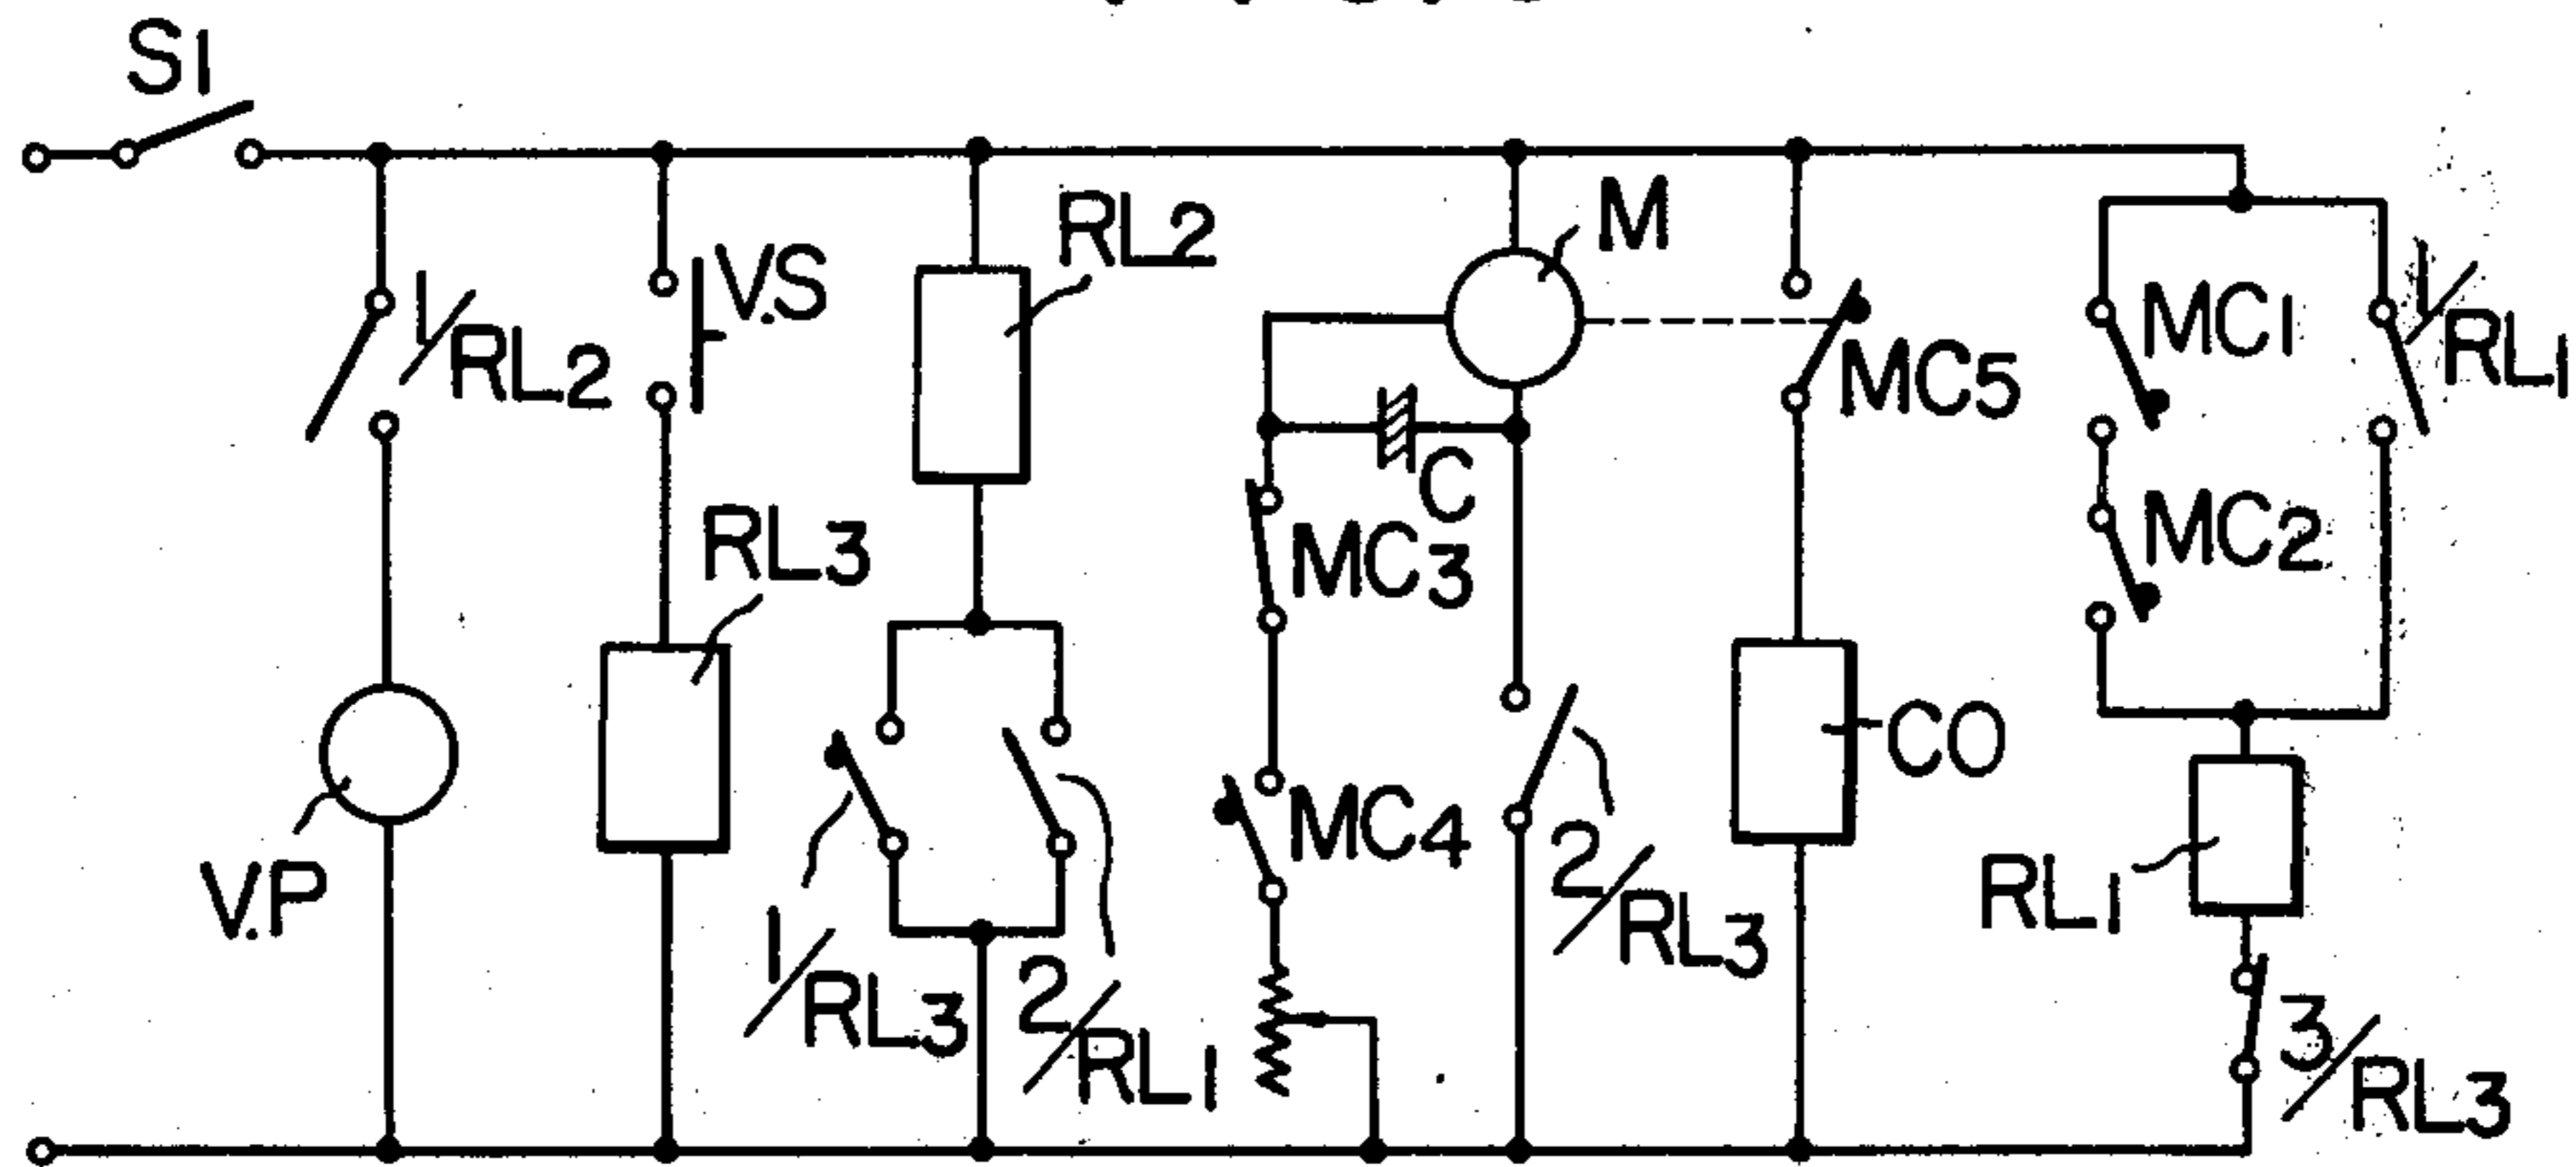 S1
M
RL2
V.S
1/RL2
MC5
MC1
1/RL1
C
MC3
MC2
RL3
CO
MC4
V.P
2/RL3
RL1
1/RL3
2/RL1
3/RL3